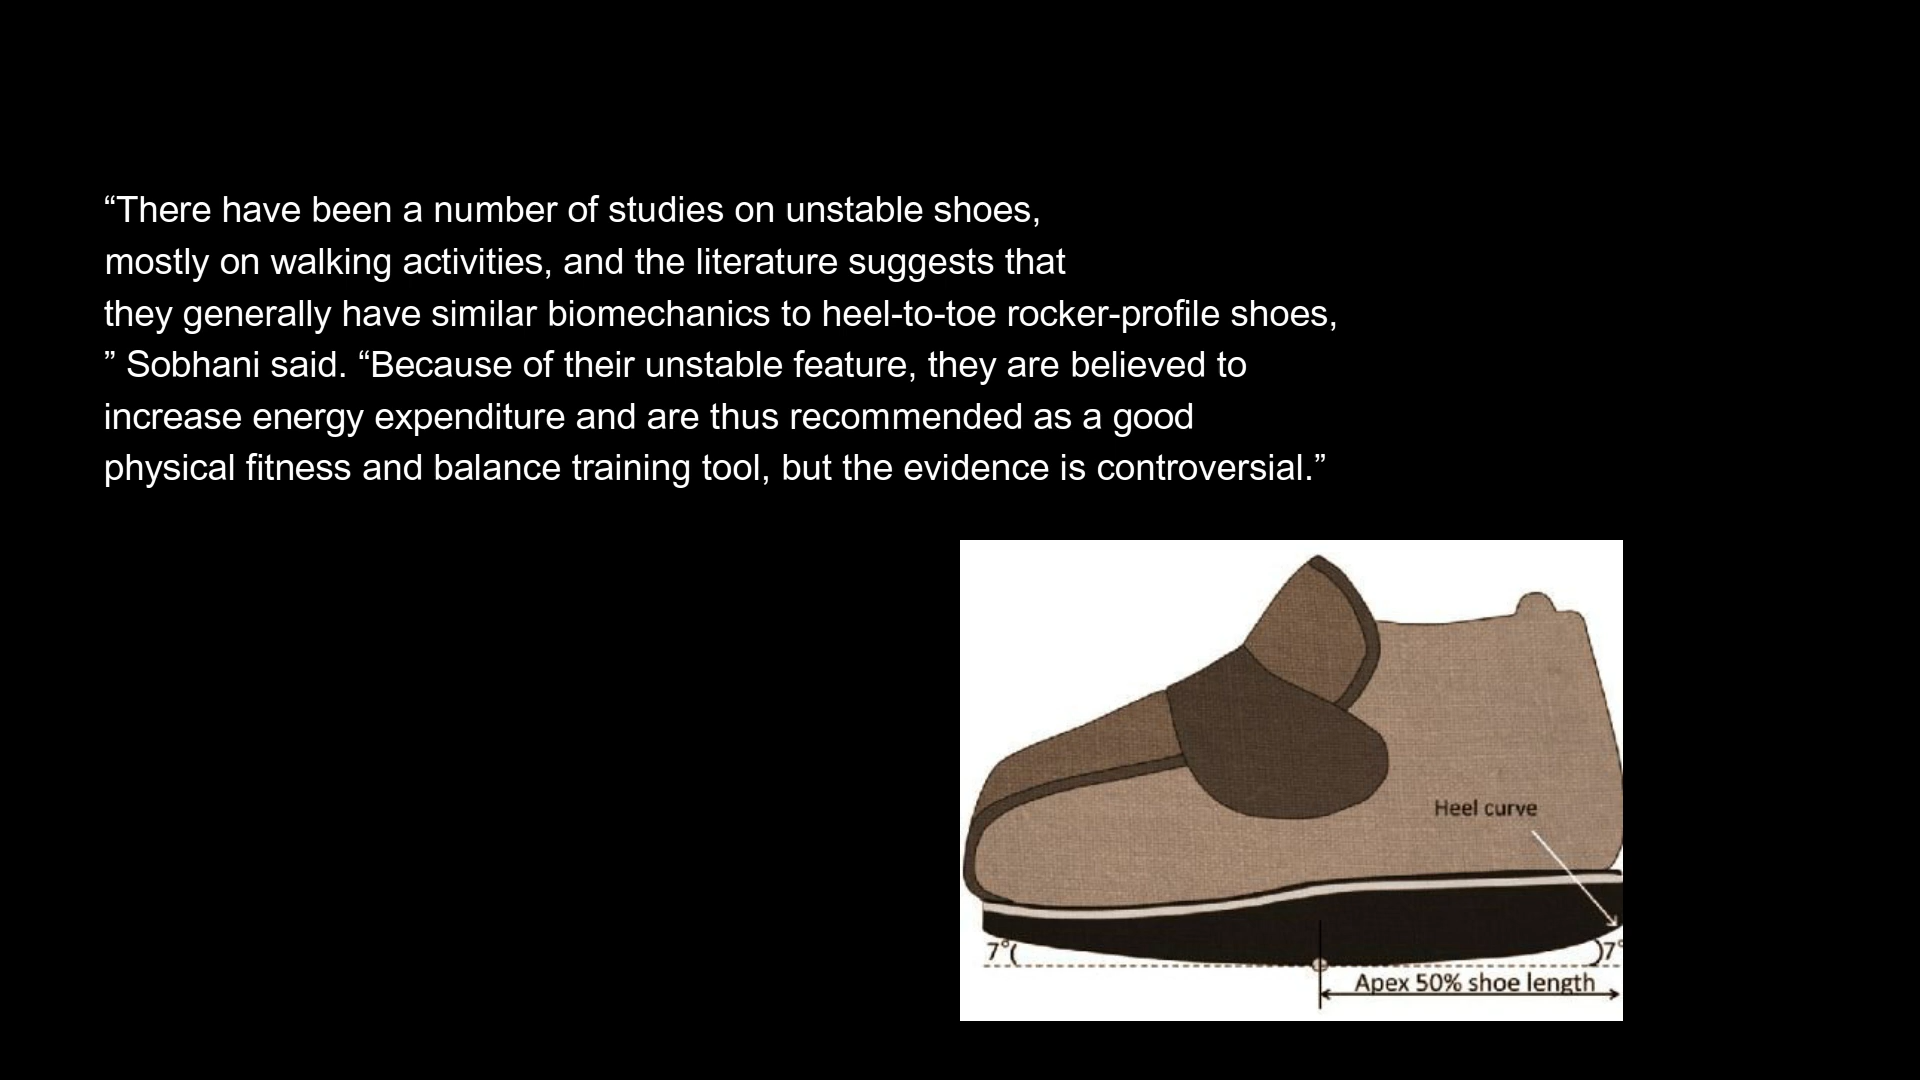 “There have been a number of studies on unstable shoes,
mostly on walking activities, and the literature suggests that
they generally have similar biomechanics to heel-to-toe rocker-profile shoes,
” Sobhani said. “Because of their unstable feature, they are believed to
increase energy expenditure and are thus recommended as a good
physical fitness and balance training tool, but the evidence is controversial.”
Heel curve
7°
7°
Apex 50% shoe length